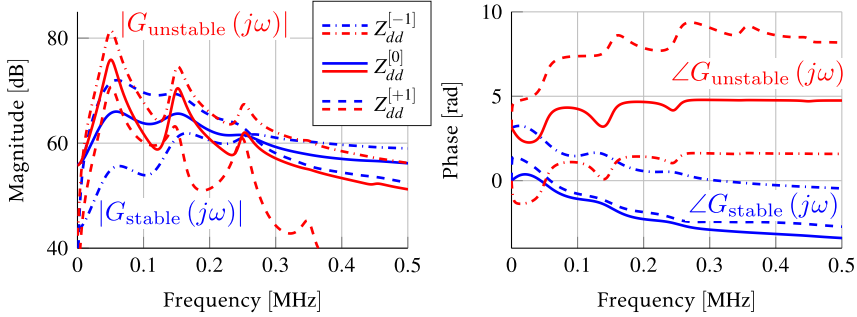 |G_unstable (jω)|
Z_dd^[−1]
Z_dd^[0]
Z_dd^[+1]
|G_stable (jω)|
Magnitude [dB]
80
60
40
0
0.1
0.2
0.3
0.4
0.5
Frequency [MHz]
∠G_unstable (jω)
∠G_stable (jω)
Phase [rad]
10
5
0
0
0.1
0.2
0.3
0.4
0.5
Frequency [MHz]